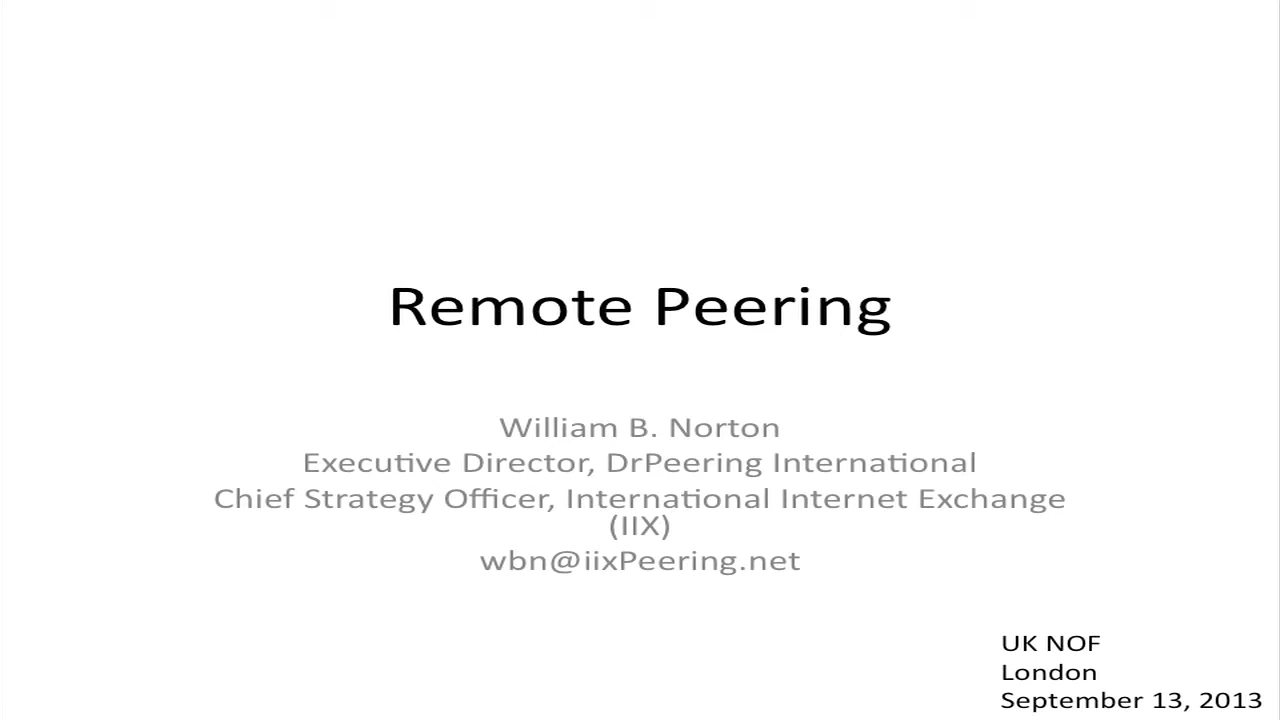 Remote Peering
William B. Norton
Executive Director, DrPeering International
Chief Strategy Officer, International Internet Exchange
(IIX)
wbn@iixPeering.net
UK NOF
London
September 13, 2013